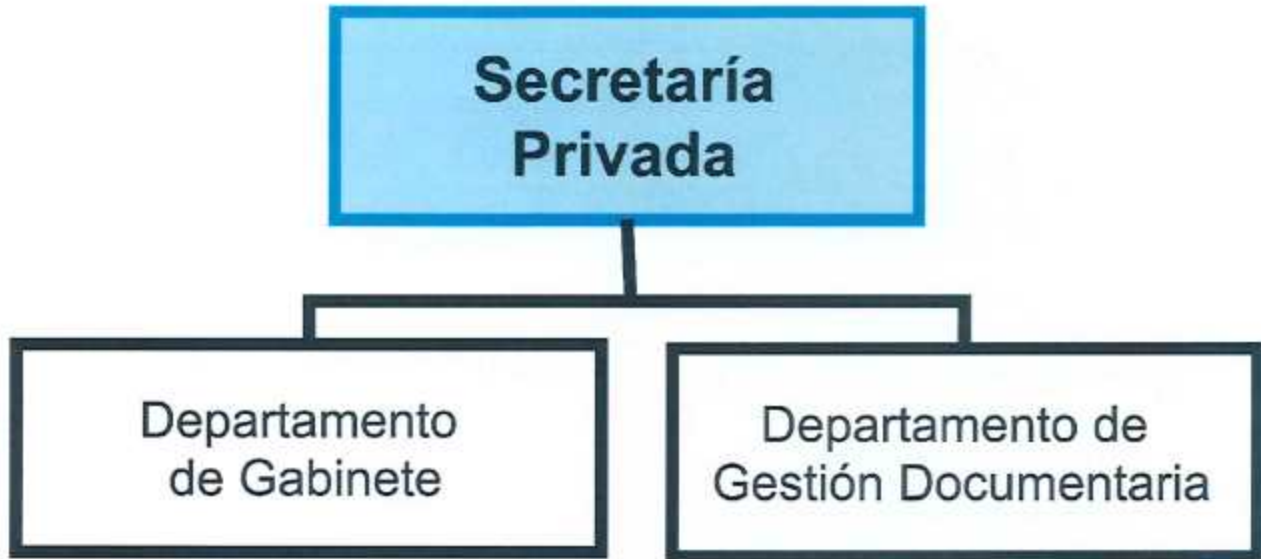 Secretaría
Privada
Departamento
de Gabinete
Departamento de
Gestión Documentaria